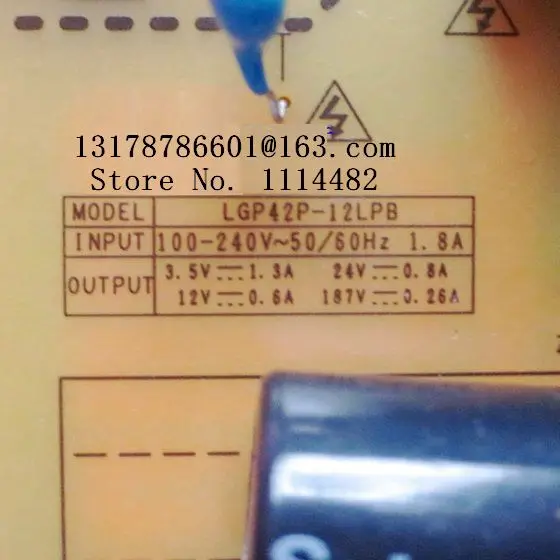 13178786601@163.com
Store No. 1114482
MODEL LGP42P-12LPB
INPUT 100-240V~50/60Hz 1.8A
OUTPUT
3.5V⎓1.3A 24V⎓0.8A
12V⎓0.6A 187V⎓0.26A